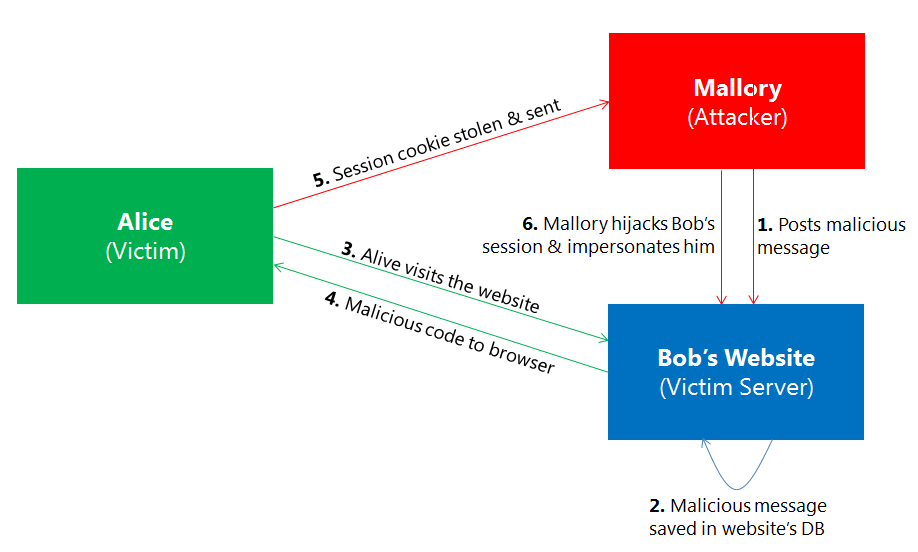 Mallory
(Attacker)
5. Session cookie stolen & sent
Alice
(Victim)
6. Mallory hijacks Bob's
session & impersonates him
1. Posts malicious
message
3. Alive visits the website
4. Malicious code to browser
Bob's Website
(Victim Server)
2. Malicious message
saved in website's DB